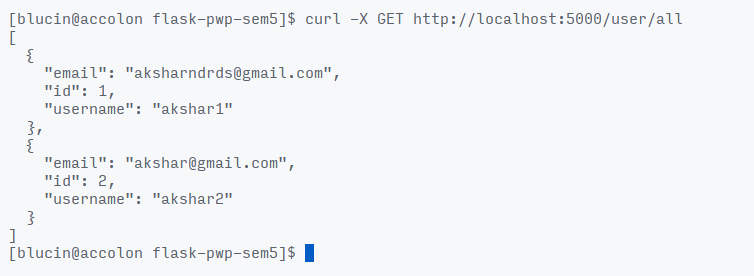 [blucin@accolon flask-pwp-sem5]$ curl -X GET http://localhost:5000/user/all
[
  {
    "email": "aksharndrds@gmail.com",
    "id": 1,
    "username": "akshar1"
  },
  {
    "email": "akshar@gmail.com",
    "id": 2,
    "username": "akshar2"
  }
]
[blucin@accolon flask-pwp-sem5]$